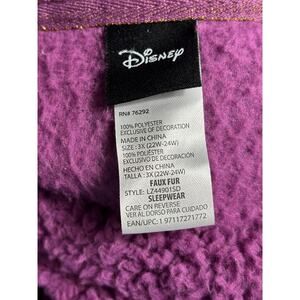 Disney
RN# 76292
100% POLYESTER
EXCLUSIVE OF DECORATION
MADE IN CHINA
SIZE : 3X (22W-24W)
100% POLIÉSTER
EXCLUSIVO DE DECORACIÓN
HECHO EN CHINA
TALLA : 3X (22W-24W)
FAUX FUR
STYLE: LZ44901SD
SLEEPWEAR
CARE ON REVERSE
VER AL DORSO PARA CUIDADO
EAN/UPC: 1 97117271772